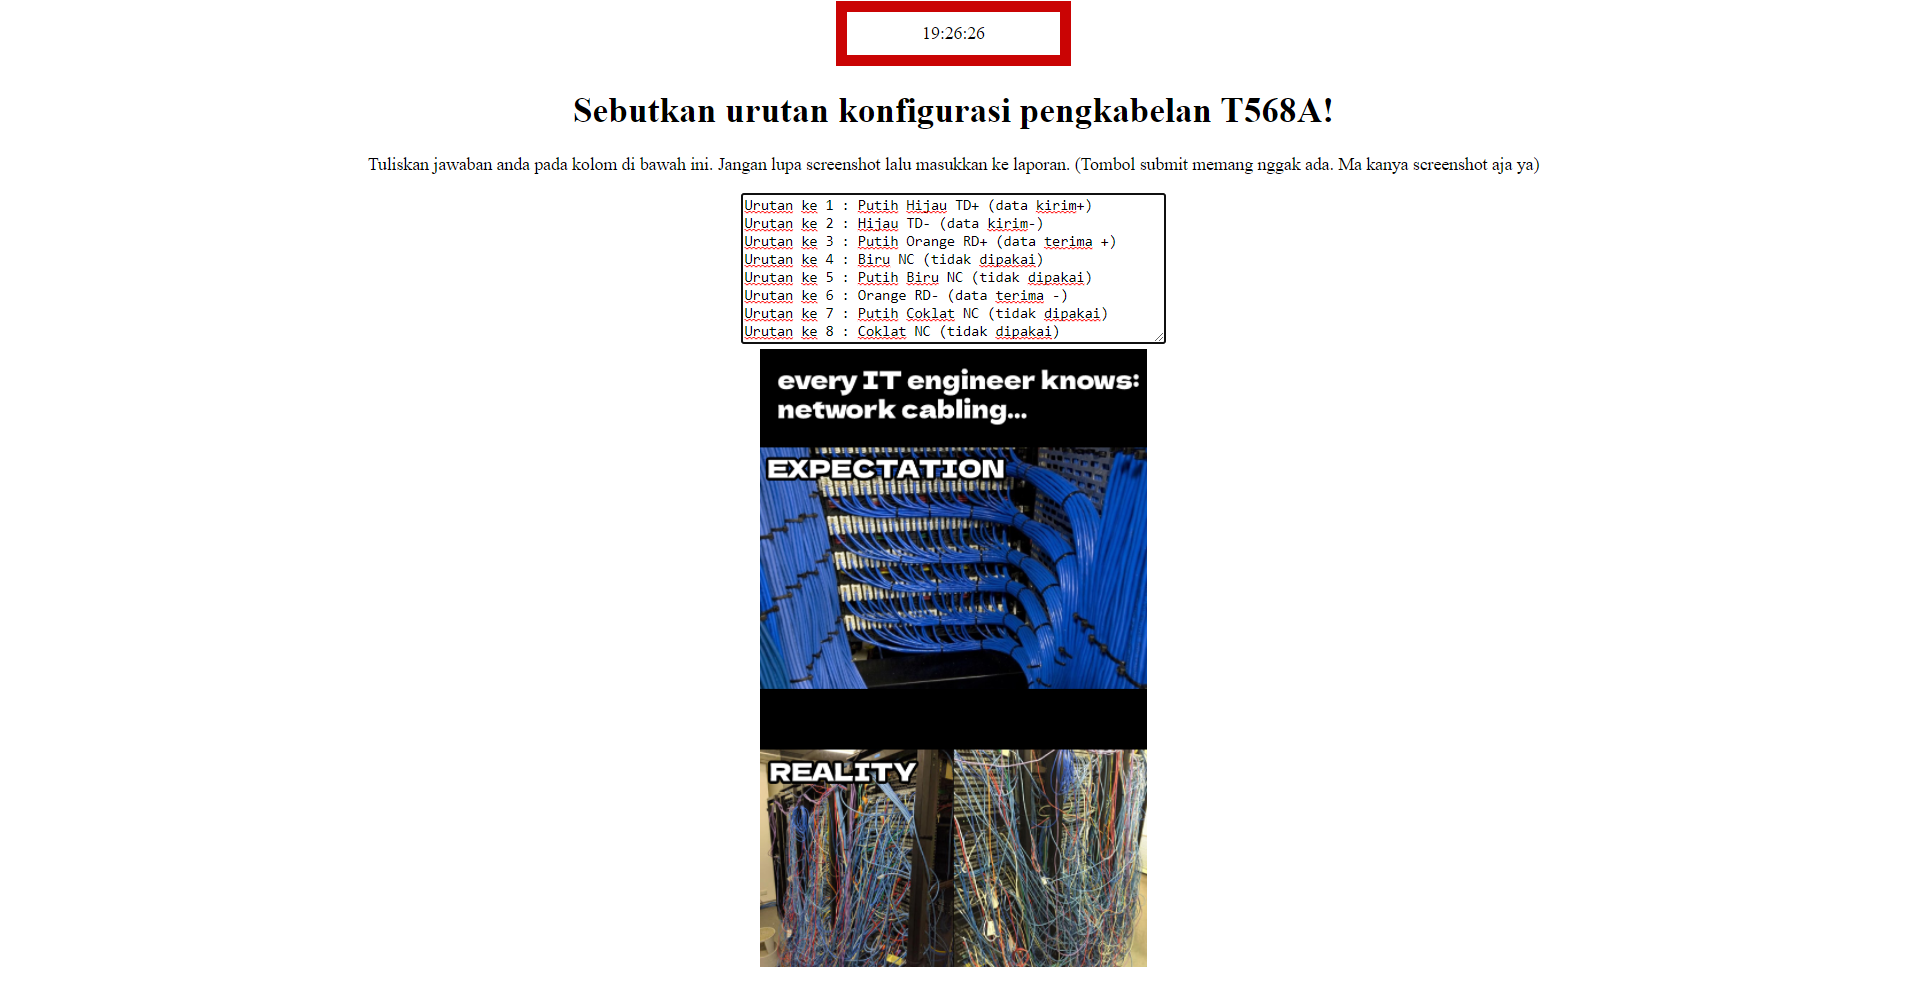 19:26:26
Sebutkan urutan konfigurasi pengkabelan T568A!
Tuliskan jawaban anda pada kolom di bawah ini. Jangan lupa screenshot lalu masukkan ke laporan. (Tombol submit memang nggak ada. Ma kanya screenshot aja ya)
Urutan ke 1 : Putih Hijau TD+ (data kirim+)
Urutan ke 2 : Hijau TD- (data kirim-)
Urutan ke 3 : Putih Orange RD+ (data terima +)
Urutan ke 4 : Biru NC (tidak dipakai)
Urutan ke 5 : Putih Biru NC (tidak dipakai)
Urutan ke 6 : Orange RD- (data terima -)
Urutan ke 7 : Putih Coklat NC (tidak dipakai)
Urutan ke 8 : Coklat NC (tidak dipakai)
every IT engineer knows:
network cabling...
EXPECTATION
REALITY